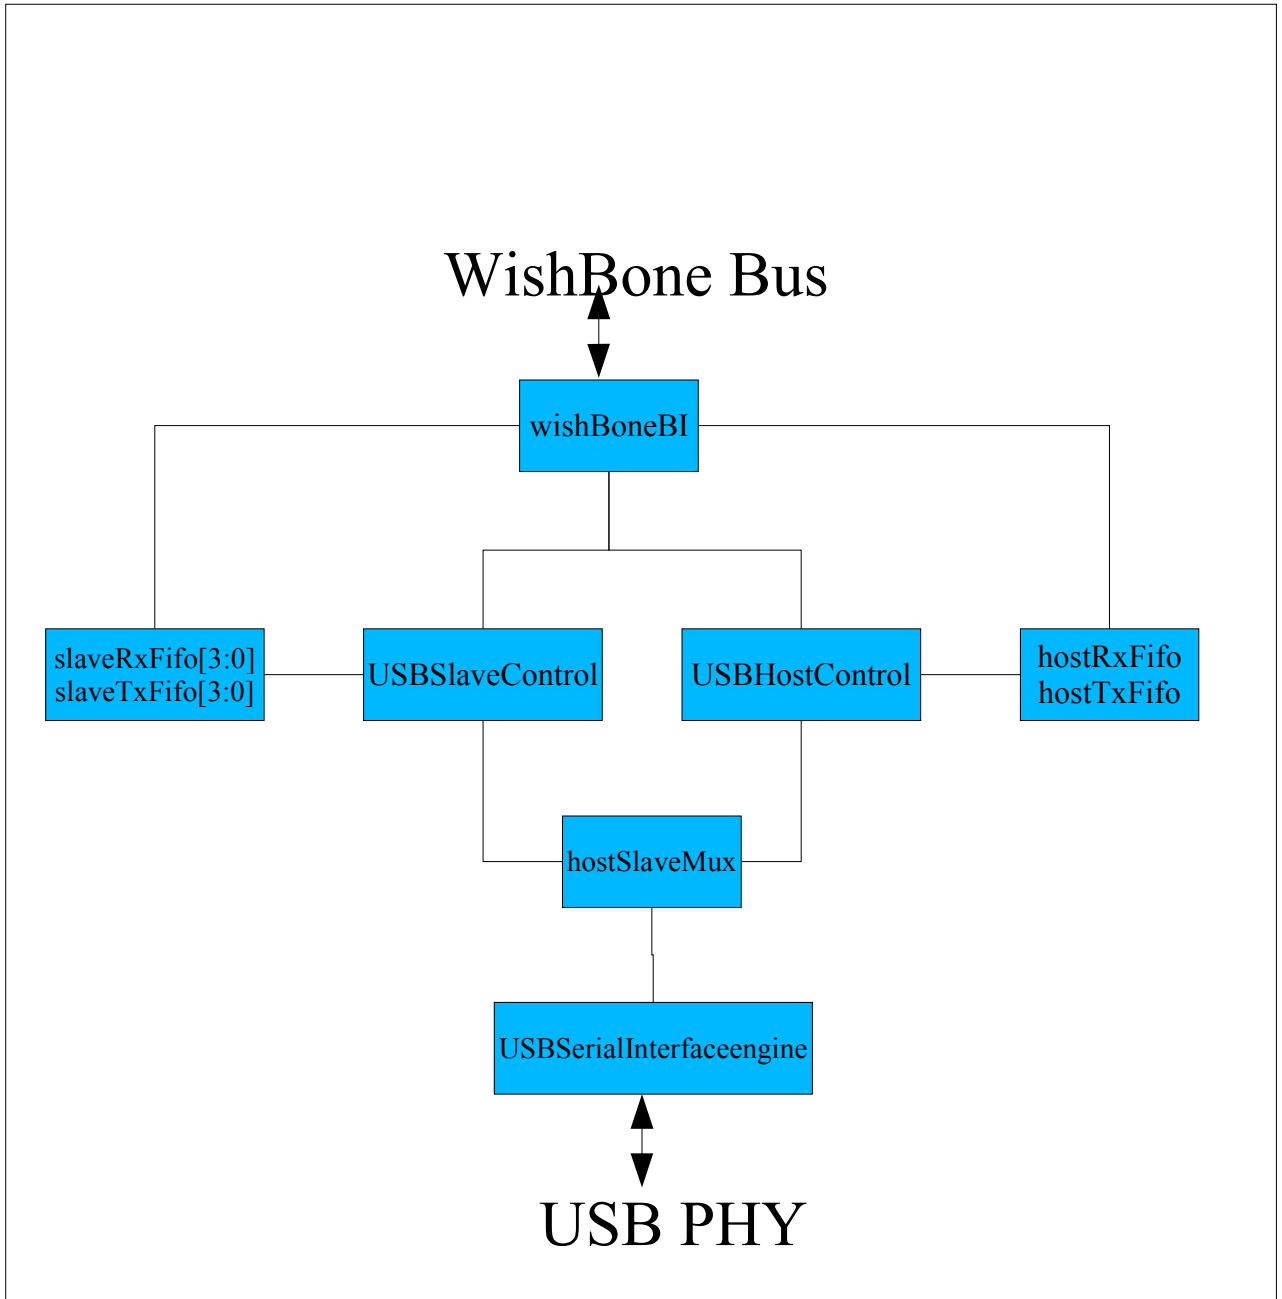 WishBone Bus
wishBoneBI
slaveRxFifo[3:0]
slaveTxFifo[3:0]
USBSlaveControl
USBHostControl
hostRxFifo
hostTxFifo
hostSlaveMux
USBSerialInterfaceengine
USB PHY